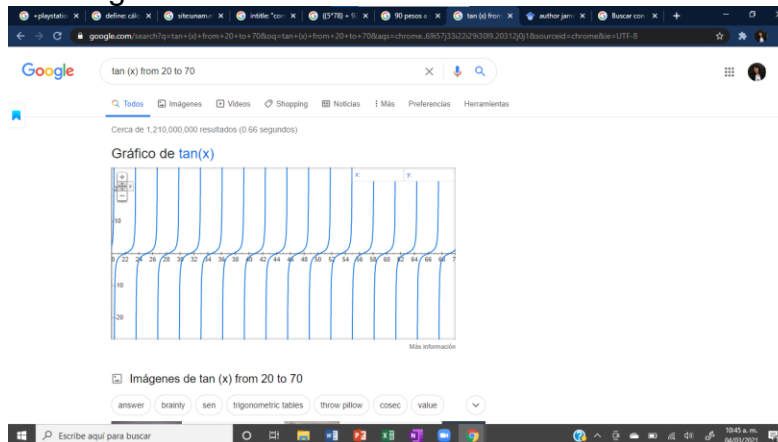 +playstatio
define: cálc
site:unam.m
intitle:"com
((5*78) + 9
90 pesos a
tan (x) from
author jam
Buscar con
google.com/search?q=tan+(x)+from+20+to+70&oq=tan+(x)+from+20+to+70&aqs=chrome..69i57j33i22i29i30l9.20312j0j1&sourceid=chrome&ie=UTF-8
Google
tan (x) from 20 to 70
Todos Imágenes Videos Shopping Noticias Más Preferencias Herramientas
Cerca de 1,210,000,000 resultados (0.66 segundos)
Gráfico de tan(x)
x: y:
10
22 24 26 28 30 32 34 36 38 40 42 44 46 48 50 52 54 56 58 60 62 64 66 68 7
-10
-20
Más información
Imágenes de tan (x) from 20 to 70
answer brainly sen trigonometric tables throw pillow cosec value
Escribe aquí para buscar
10:45 a. m.
04/03/2021